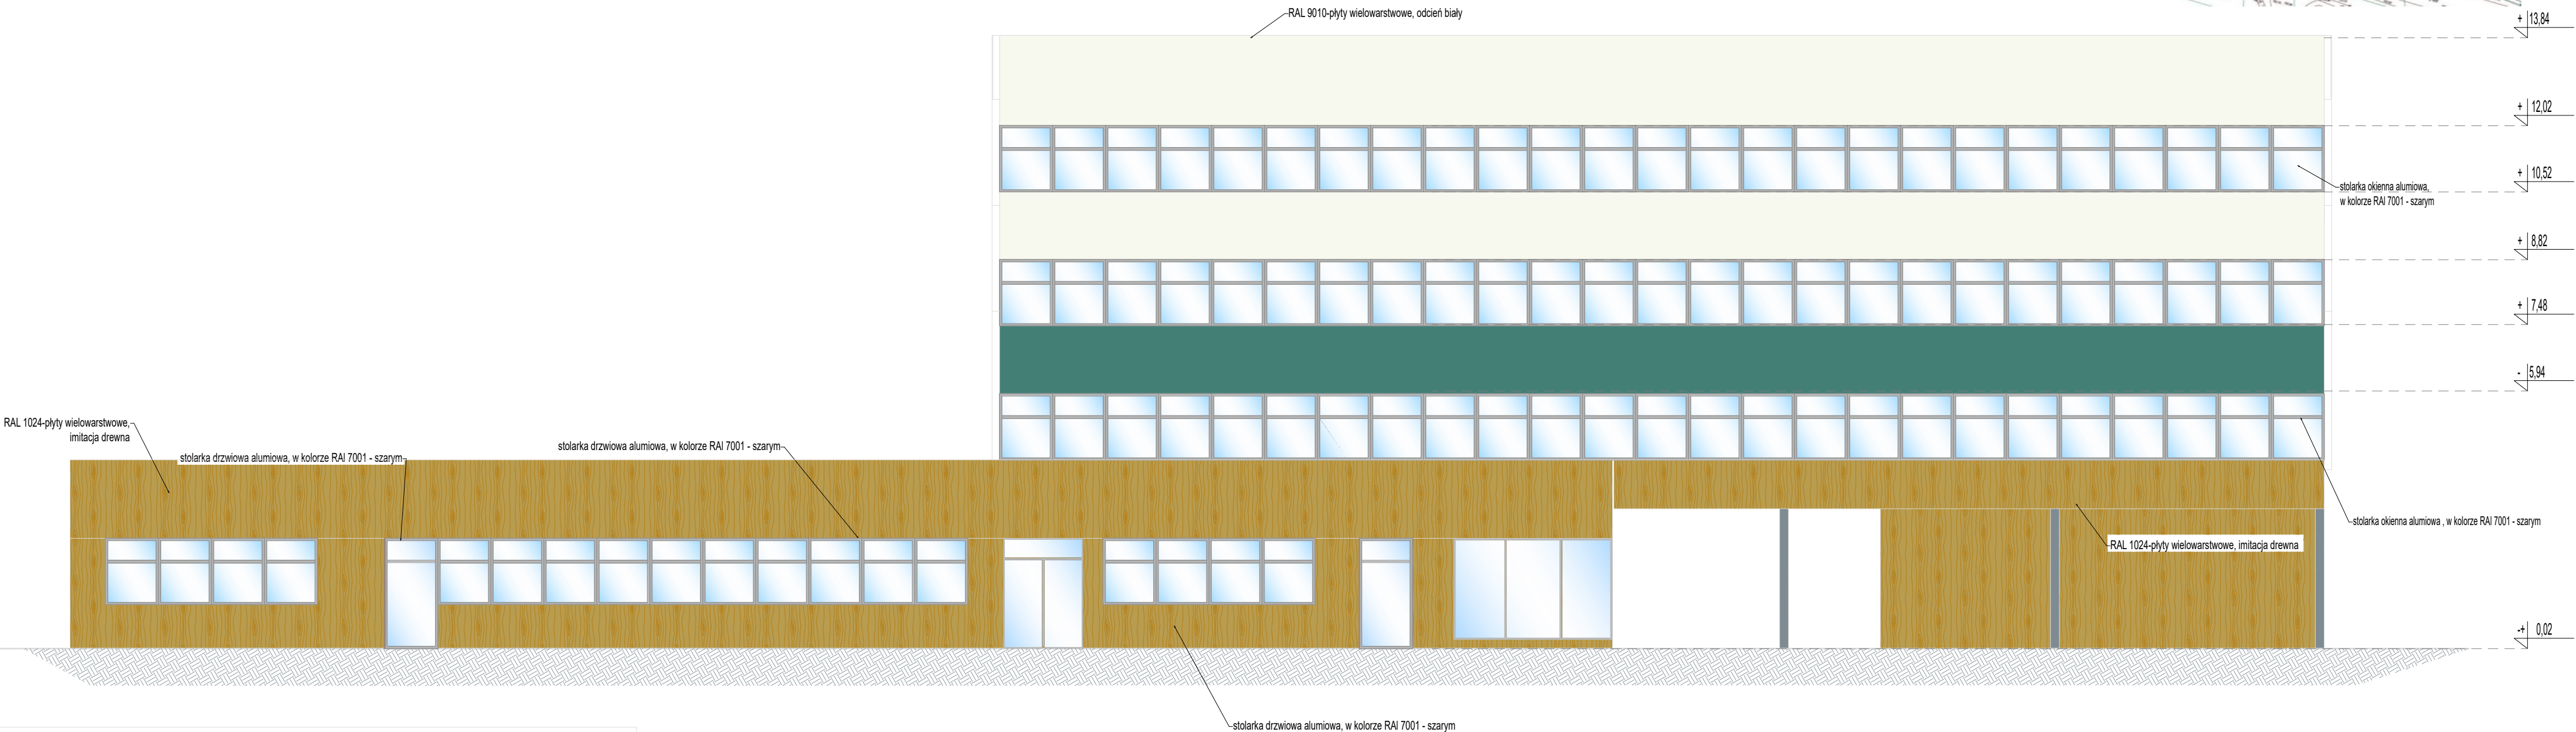 RAL 9010-płyty wielowarstwowe, odcień biały
+ 13,84
+ 12,02
+ 10,52
stolarka okienna alumiowa,
w kolorze RAl 7001 - szarym
+ 8,82
+ 7,48
- 5,94
RAL 1024-płyty wielowarstwowe,
imitacja drewna
stolarka drzwiowa alumiowa, w kolorze RAl 7001 - szarym
stolarka drzwiowa alumiowa, w kolorze RAl 7001 - szarym
stolarka okienna alumiowa , w kolorze RAl 7001 - szarym
RAL 1024-płyty wielowarstwowe, imitacja drewna
-+ 0,02
stolarka drzwiowa alumiowa, w kolorze RAl 7001 - szarym